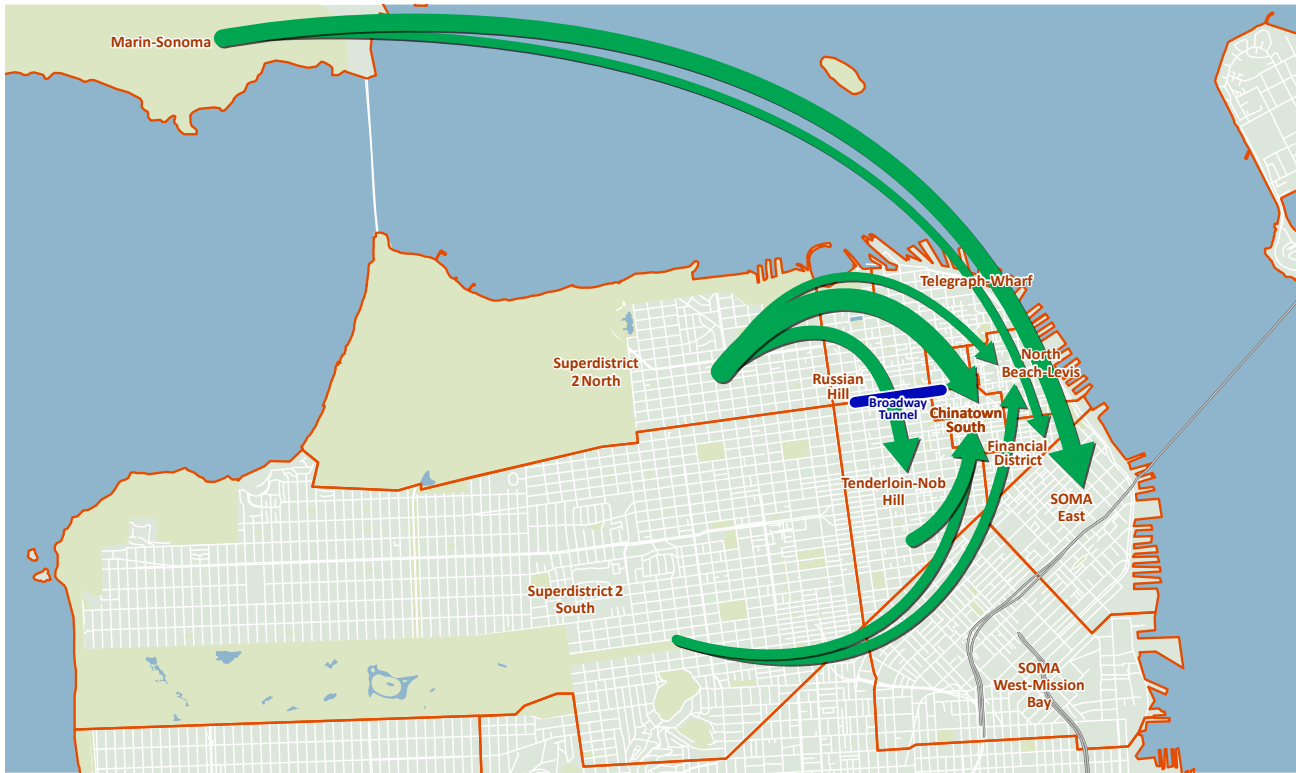 Marin-Sonoma
Telegraph-Wharf
North
Beach-Levis
Superdistrict
2 North
Russian
Hill
Broadway
Tunnel
Chinatown
South
Financial
District
Tenderloin-Nob
Hill
SOMA
East
Superdistrict 2
South
SOMA
West-Mission
Bay